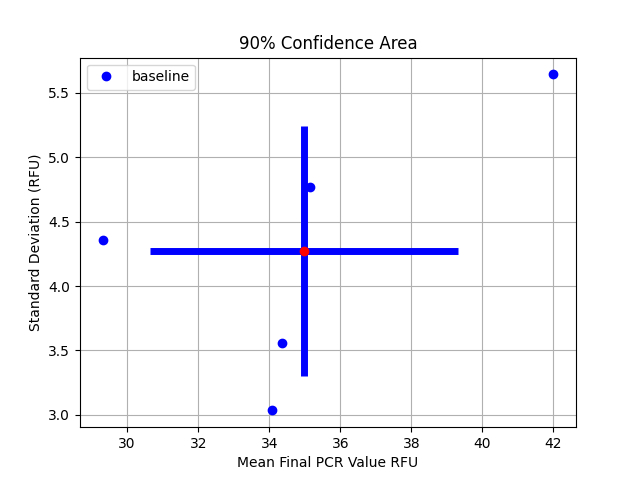 90% Confidence Area
baseline
5.5
5.0
4.5
4.0
3.5
3.0
Standard Deviation (RFU)
30 32 34 36 38 40 42
Mean Final PCR Value RFU